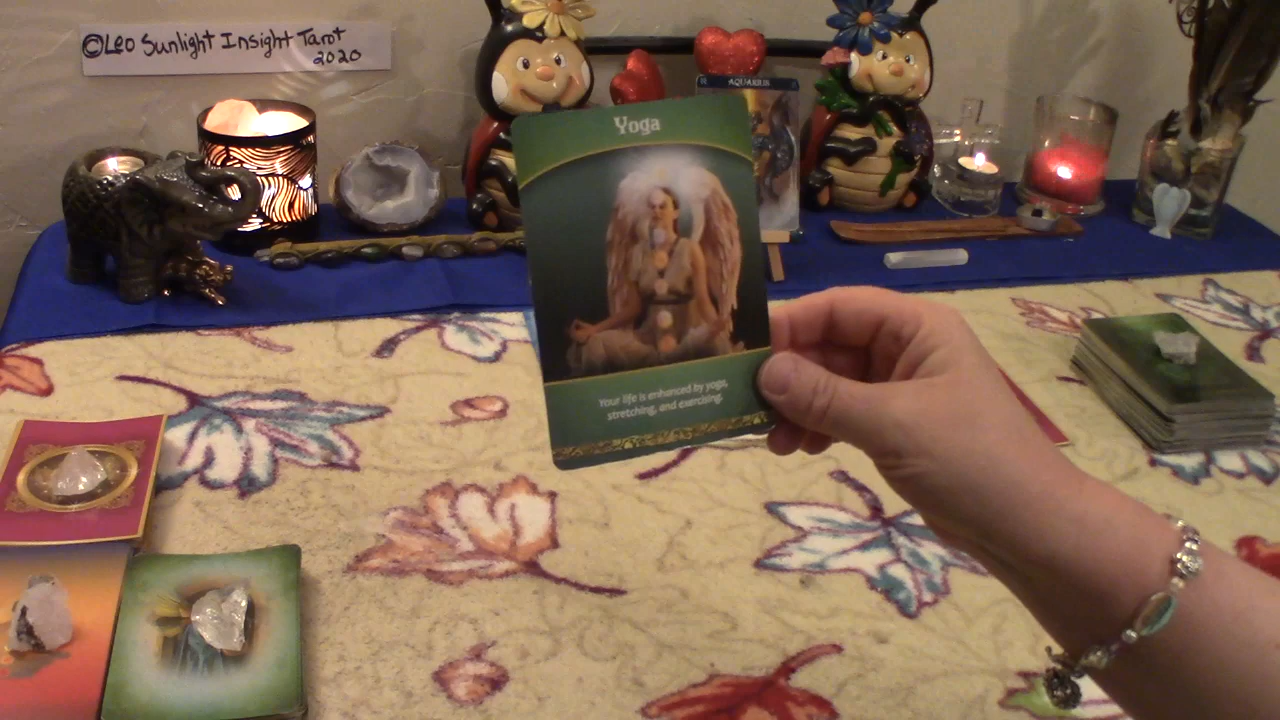 ©Leo Sunlight Insight Tarot
2020
AQUARIUS
Yoga
Your life is enhanced by yoga,
stretching, and exercising.